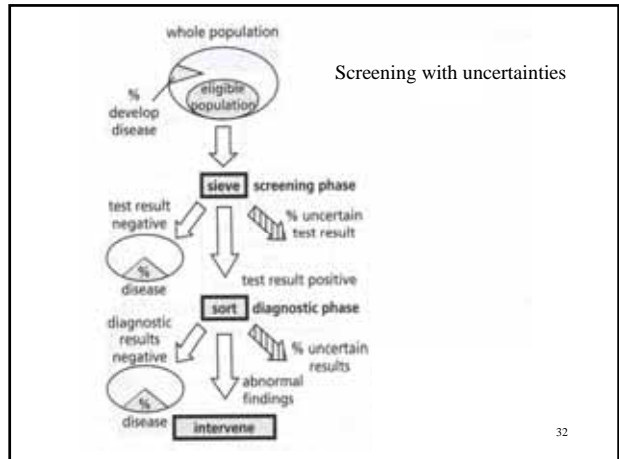 whole population
Screening with uncertainties
%
develop
disease
eligible
population
sieve screening phase
test result
negative
% uncertain
test result
%
disease
test result positive
sort diagnostic phase
diagnostic
results
negative
% uncertain
results
abnormal
findings
%
disease
intervene
32